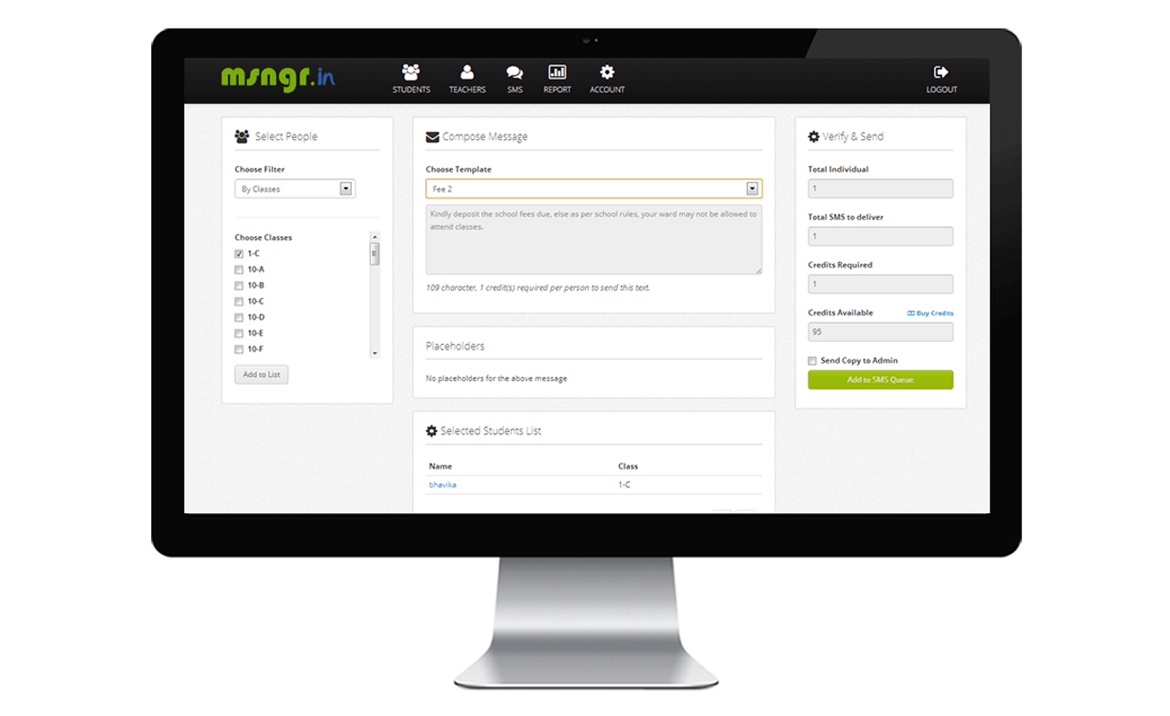 msngr.in
STUDENTS
TEACHERS
SMS
REPORT
ACCOUNT
LOGOUT
Select People
Choose Filter
By Classes
Choose Classes
1-C
10-A
10-B
10-C
10-D
10-E
10-F
Add to List
Compose Message
Choose Template
Fee 2
Kindly deposit the school fees due, else as per school rules, your ward may not be allowed to
attend classes.
109 character, 1 credit(s) required per person to send this text.
Placeholders
No placeholders for the above message
Selected Students List
Name Class
bhavika 1-C
Verify & Send
Total Individual
1
Total SMS to deliver
1
Credits Required
1
Credits Available Buy Credits
95
Send Copy to Admin
Add to SMS Queue